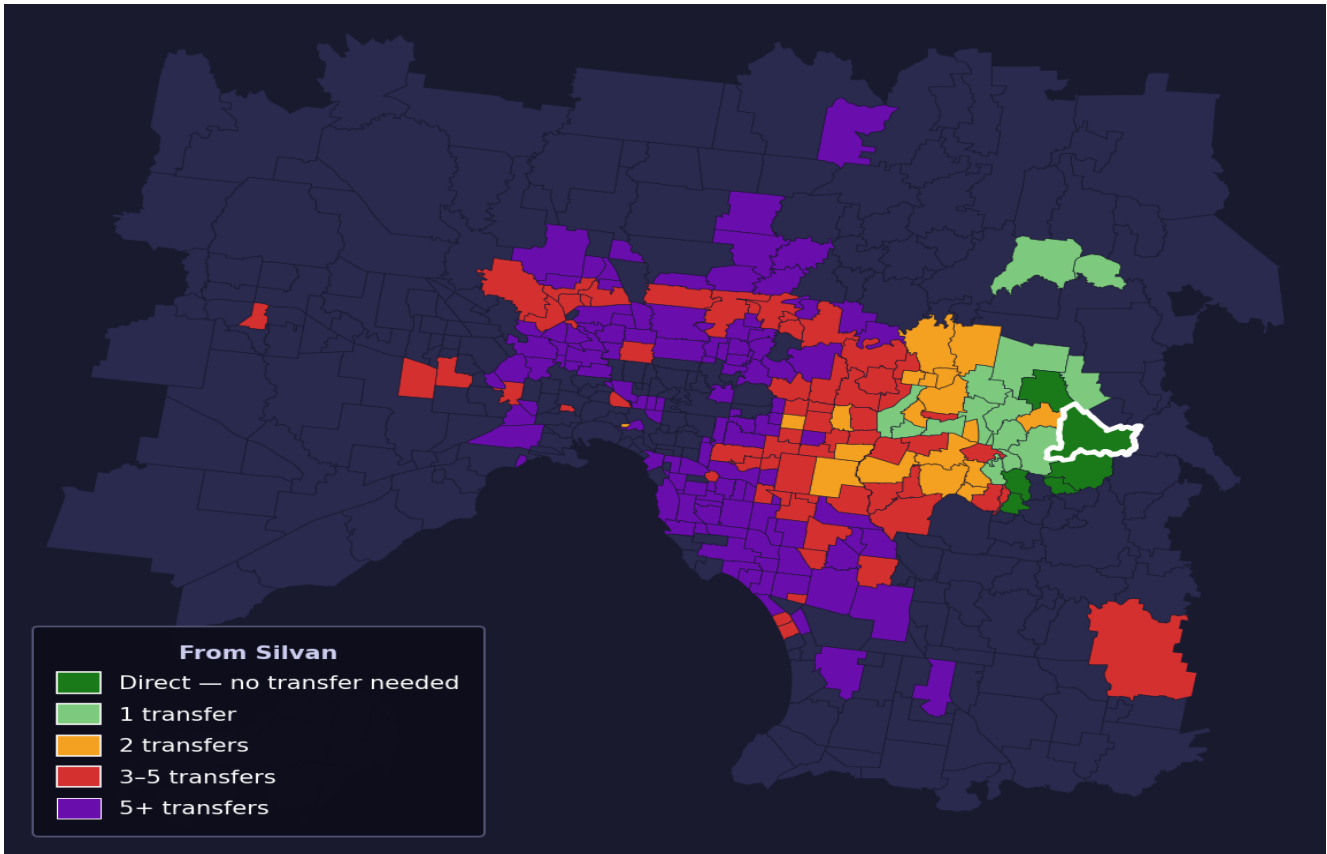 From Silvan
Direct — no transfer needed
1 transfer
2 transfers
3–5 transfers
5+ transfers